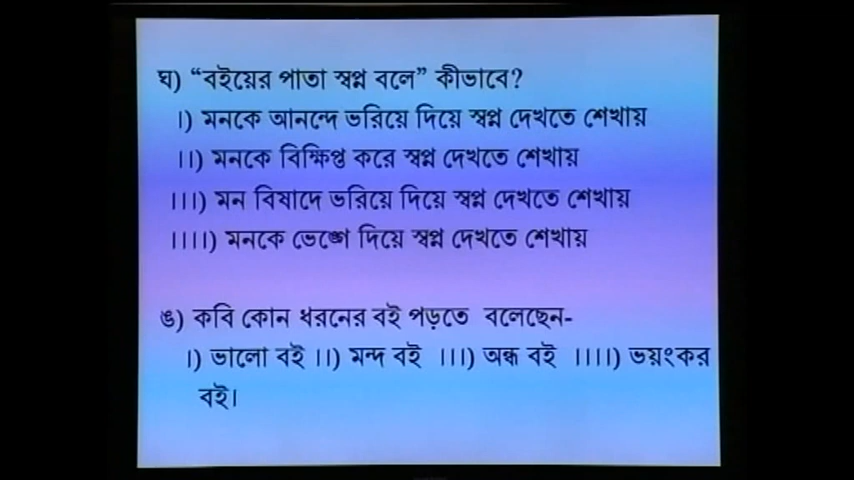 ঘ) “বইয়ের পাতা স্বপ্ন বলে” কীভাবে?
।) মনকে আনন্দে ভরিয়ে দিয়ে স্বপ্ন দেখতে শেখায়
।।) মনকে বিক্ষিপ্ত করে স্বপ্ন দেখতে শেখায়
।।।) মন বিষাদে ভরিয়ে দিয়ে স্বপ্ন দেখতে শেখায়
।।।।) মনকে ভেঙ্গে দিয়ে স্বপ্ন দেখতে শেখায়
ঙ) কবি কোন ধরনের বই পড়তে বলেছেন-
।) ভালো বই ।।) মন্দ বই ।।।) অন্ধ বই ।।।।) ভয়ংকর
বই।